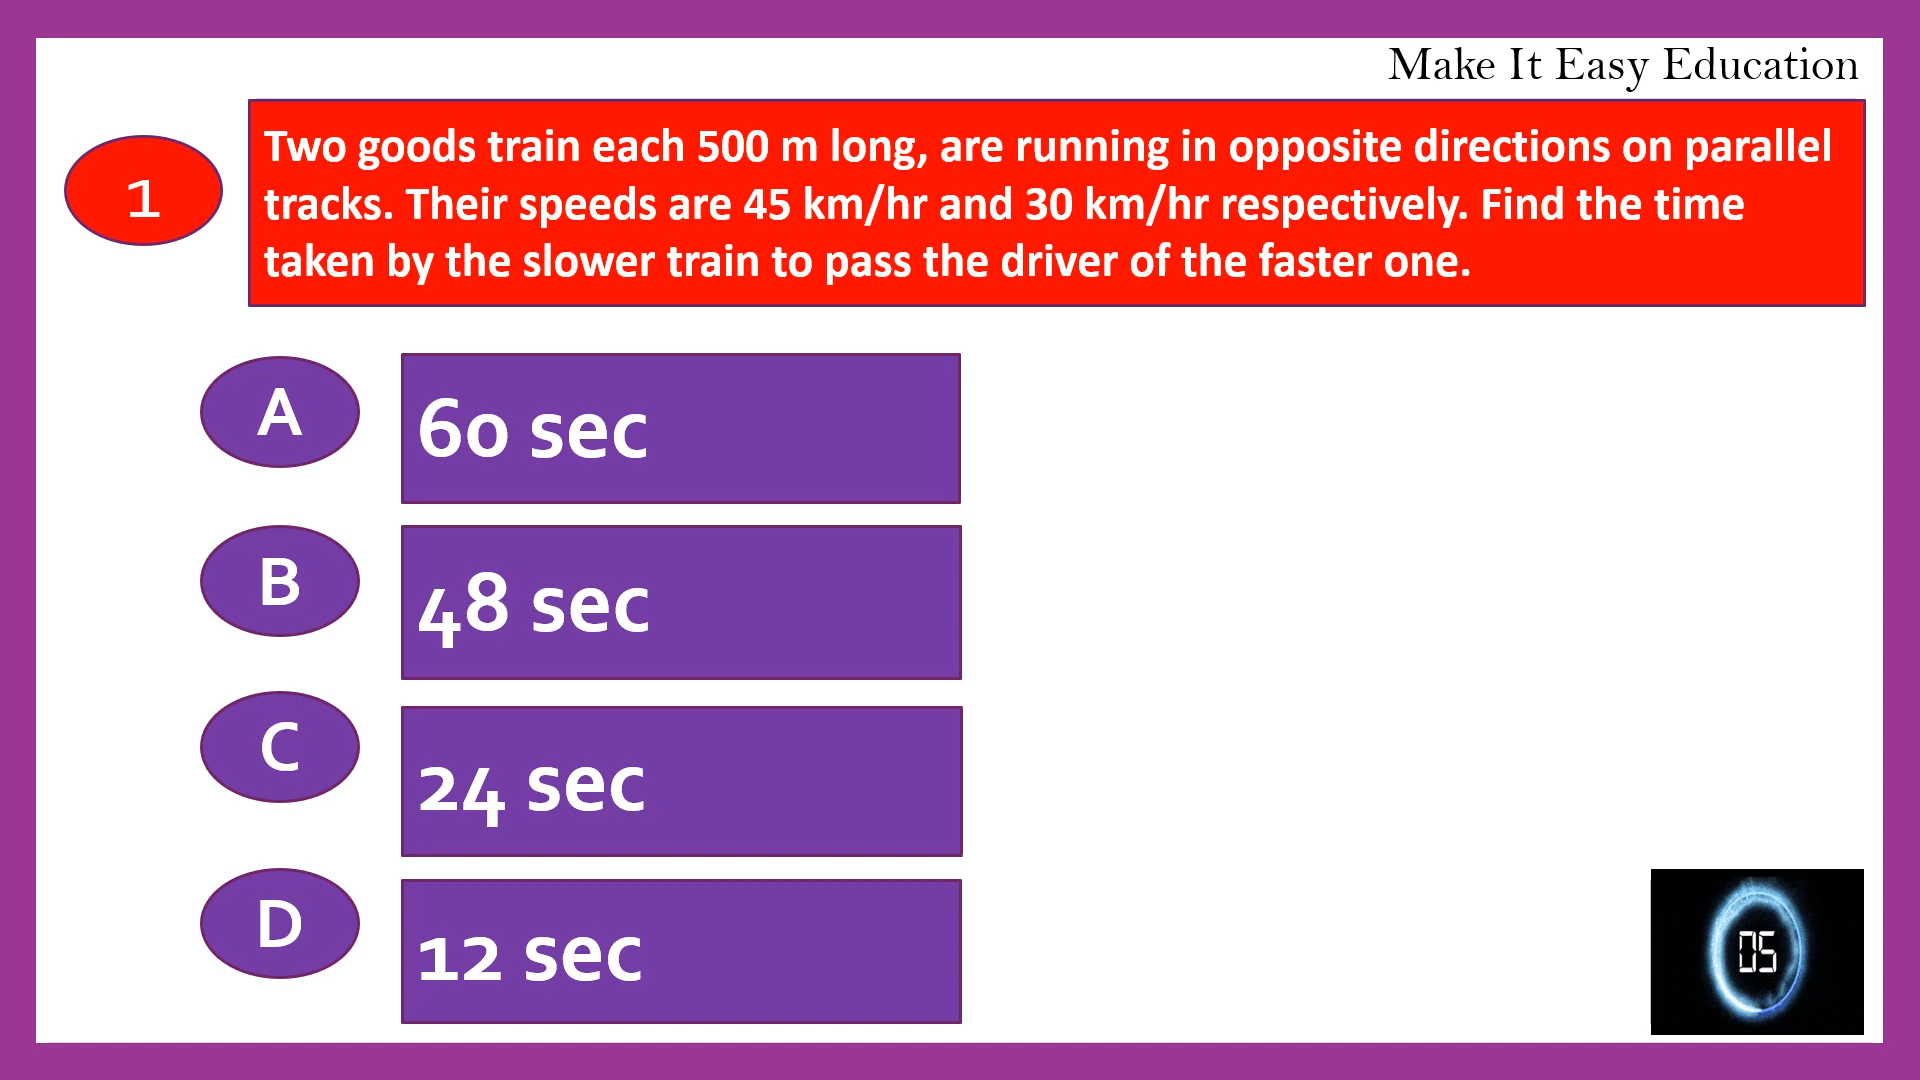 Make It Easy Education
1
Two goods train each 500 m long, are running in opposite directions on parallel
tracks. Their speeds are 45 km/hr and 30 km/hr respectively. Find the time
taken by the slower train to pass the driver of the faster one.
A
60 sec
B
48 sec
C
24 sec
D
12 sec
05